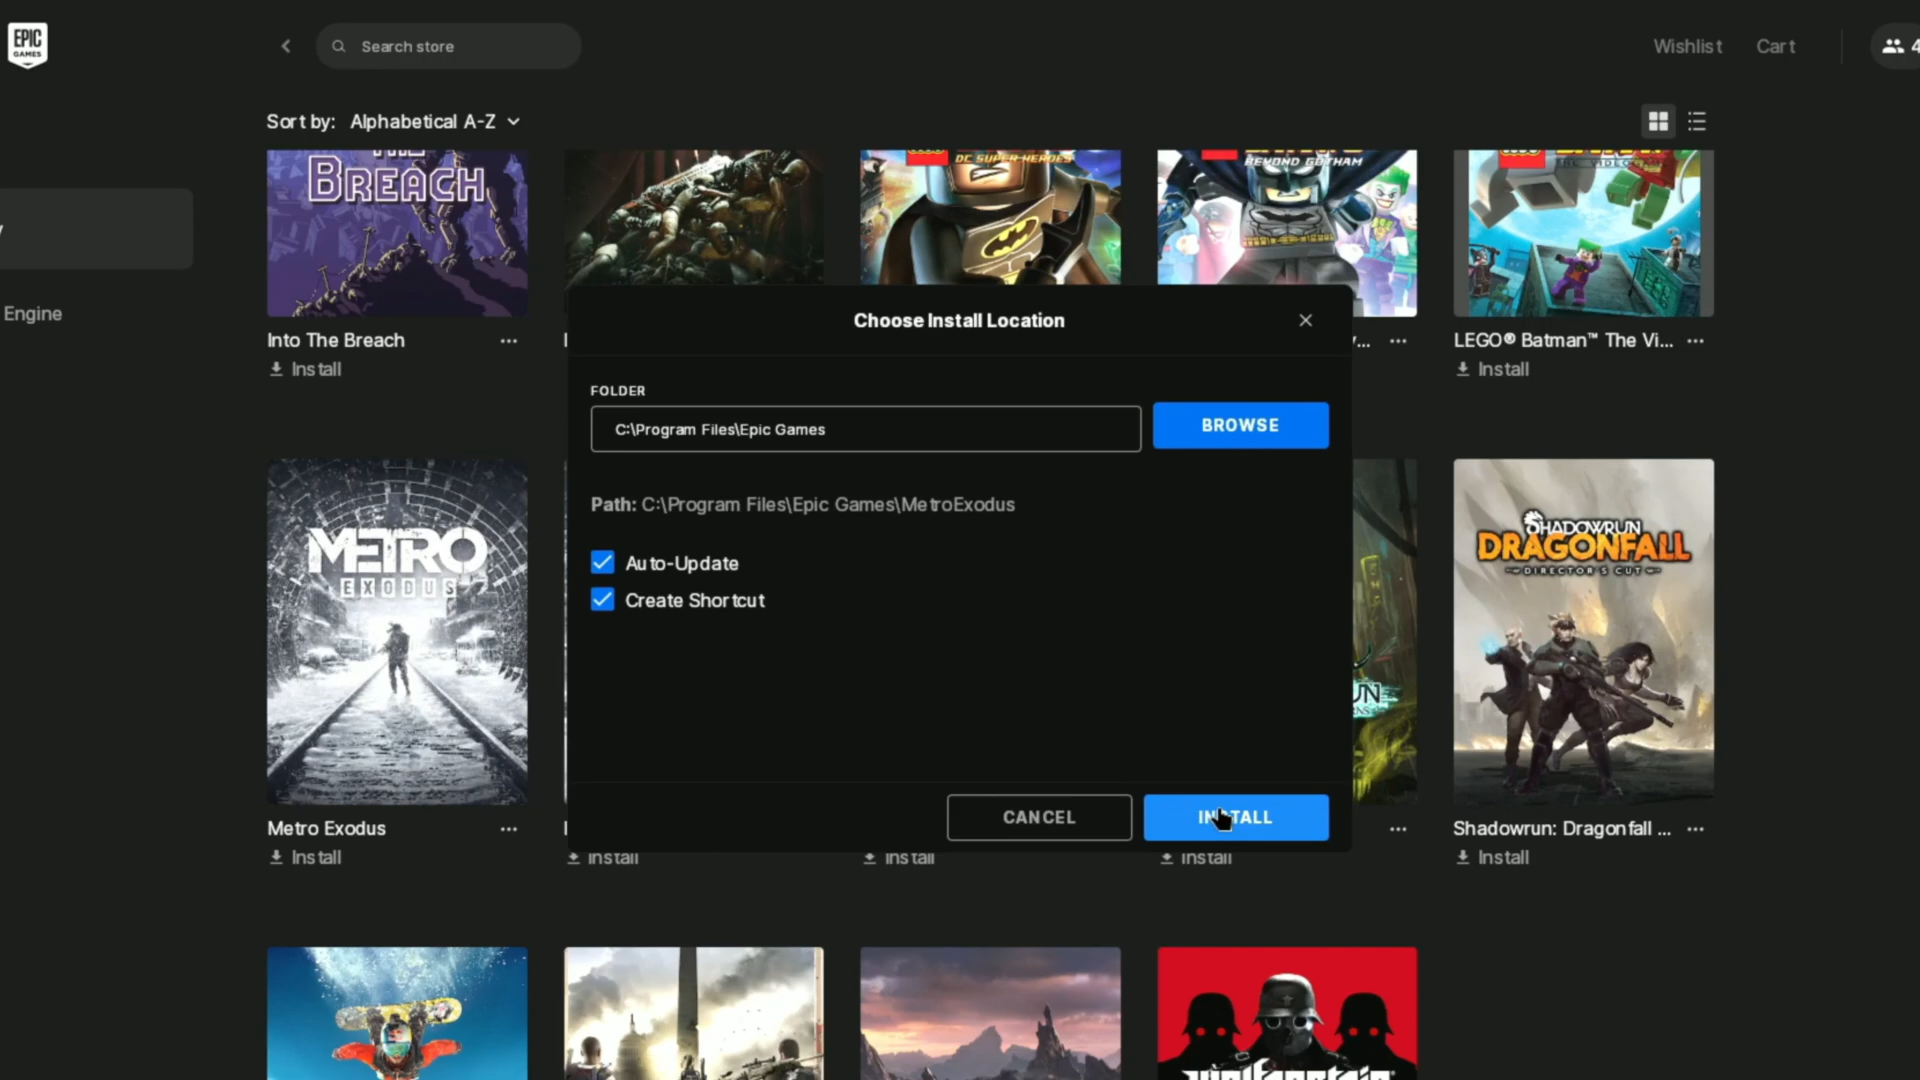 EPIC
GAMES
Search store
Wishlist
Cart
4
Sort by: Alphabetical A-Z
BREACH
DC SUPER HEROES
BEYOND GOTHAM
Engine
Into The Breach
...
...
LEGO® Batman™ The Vi...
...
Install
Install
Choose Install Location
FOLDER
C:\Program Files\Epic Games
BROWSE
Path: C:\Program Files\Epic Games\MetroExodus
Auto-Update
Create Shortcut
CANCEL
INSTALL
METRO
EXODUS
SHADOWRUN
DRAGONFALL
DIRECTOR'S CUT
Metro Exodus
...
...
Shadowrun: Dragonfall ...
...
Install
Install
Install
Install
Install